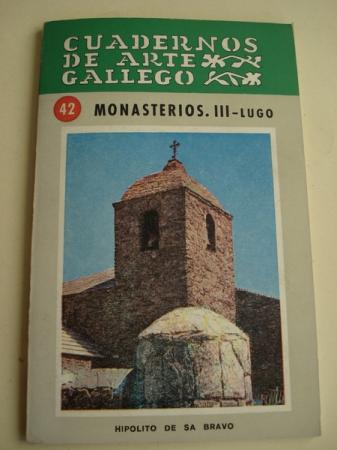 CUADERNOS
DE ARTE
GALLEGO
42 MONASTERIOS. III-LUGO
HIPOLITO DE SA BRAVO